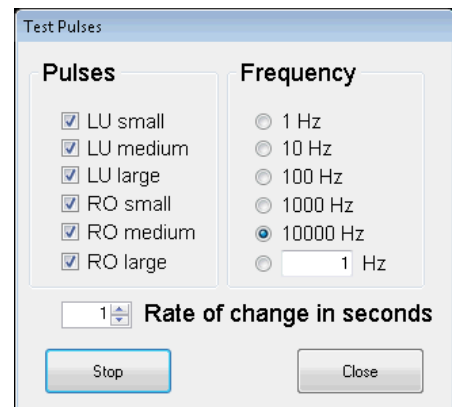 Test Pulses
Pulses
LU small
LU medium
LU large
RO small
RO medium
RO large
Frequency
1 Hz
10 Hz
100 Hz
1000 Hz
10000 Hz
1 Hz
1 Rate of change in seconds
Stop
Close